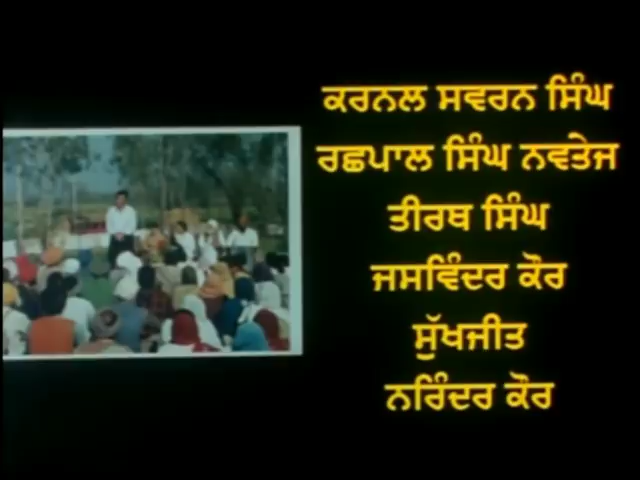 ਕਰਨਲ ਸਵਰਨ ਸਿੰਘ
ਰਛਪਾਲ ਸਿੰਘ ਨਵਤੇਜ
ਤੀਰਥ ਸਿੰਘ
ਜਸਵਿੰਦਰ ਕੌਰ
ਸੁੱਖਜੀਤ
ਨਰਿੰਦਰ ਕੌਰ